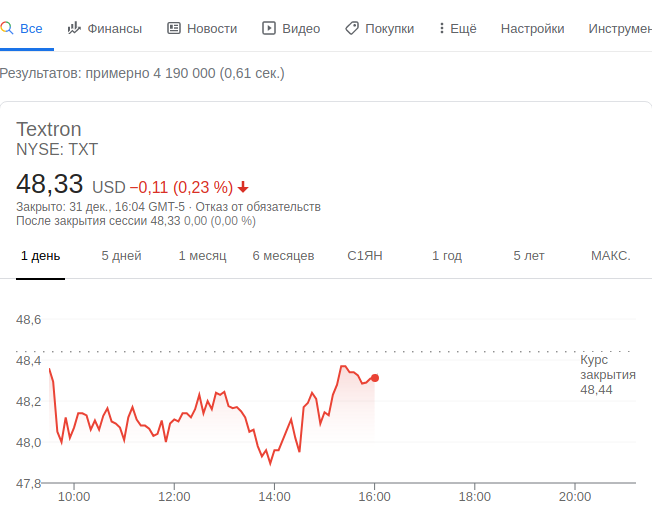 Все Финансы Новости Видео Покупки Ещё Настройки Инструмен
Результатов: примерно 4 190 000 (0,61 сек.)
Textron
NYSE: TXT
48,33 USD −0,11 (0,23 %)
Закрыто: 31 дек., 16:04 GMT-5 · Отказ от обязательств
После закрытия сессии 48,33 0,00 (0,00 %)
1 день 5 дней 1 месяц 6 месяцев С1ЯН 1 год 5 лет МАКС.
48,6
48,4
48,2
48,0
47,8
Курс
закрытия
48,44
10:00 12:00 14:00 16:00 18:00 20:00